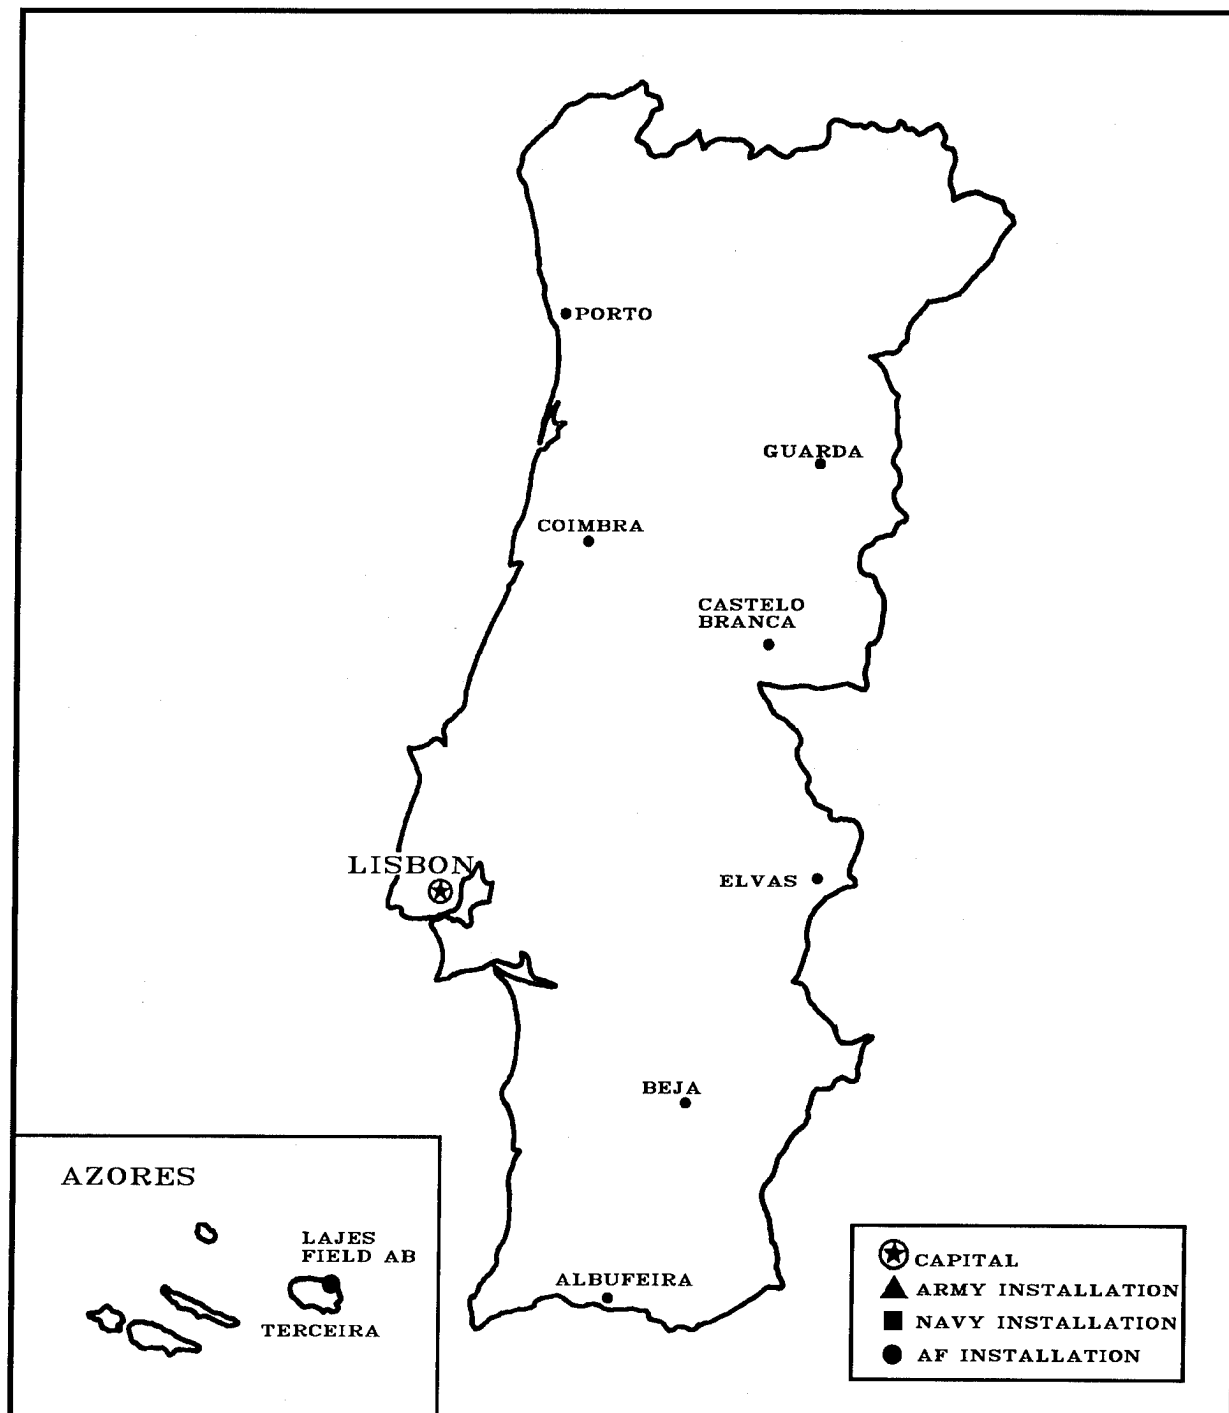 PORTO
GUARDA
COIMBRA
CASTELO
BRANCA
LISBON
ELVAS
BEJA
AZORES
LAJES
FIELD AB
TERCEIRA
ALBUFEIRA
CAPITAL
ARMY INSTALLATION
NAVY INSTALLATION
AF INSTALLATION